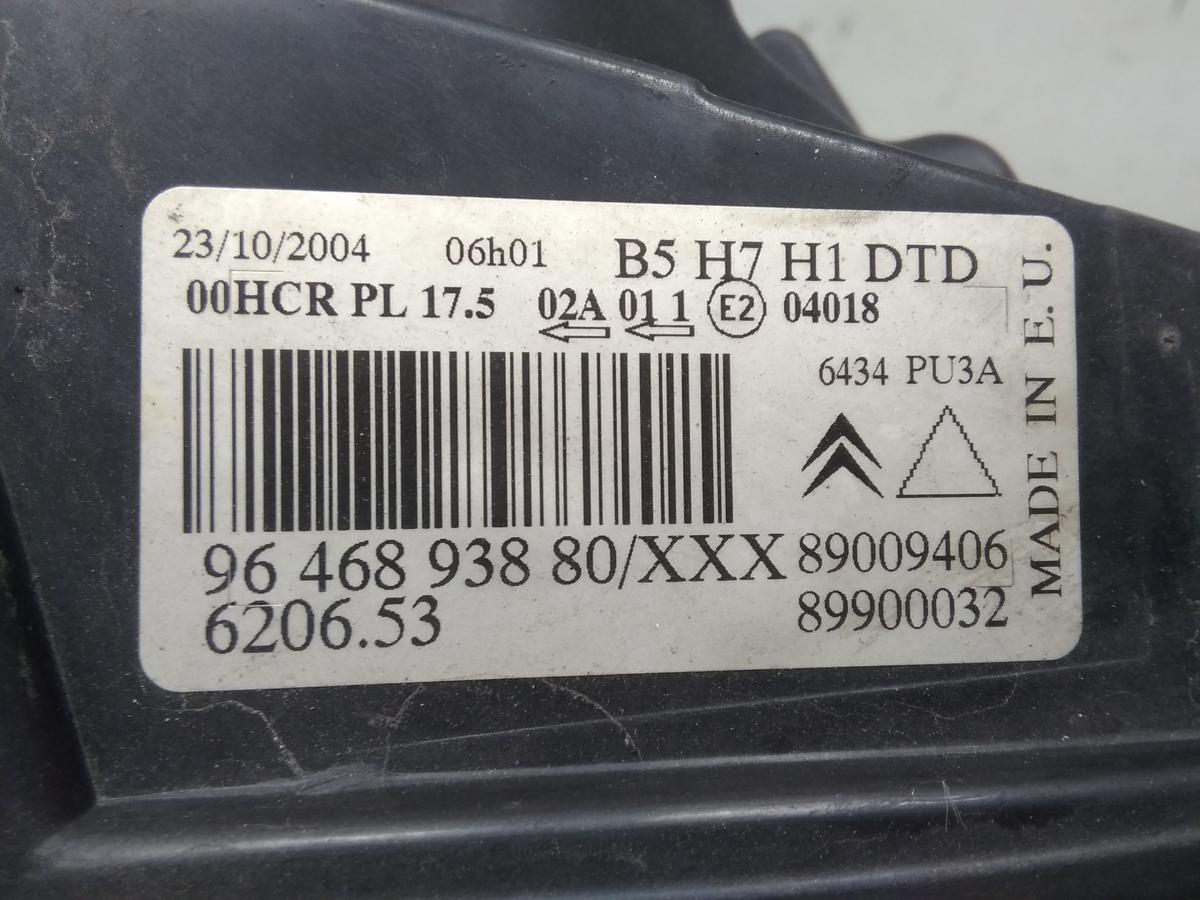 23/10/2004 06h01 B5 H7 H1 DTD
00HCR PL 17.5 02A 01 1 E2 04018
6434 PU3A
96 468 938 80/XXX 89009406
6206.53 89900032
MADE IN E. U.